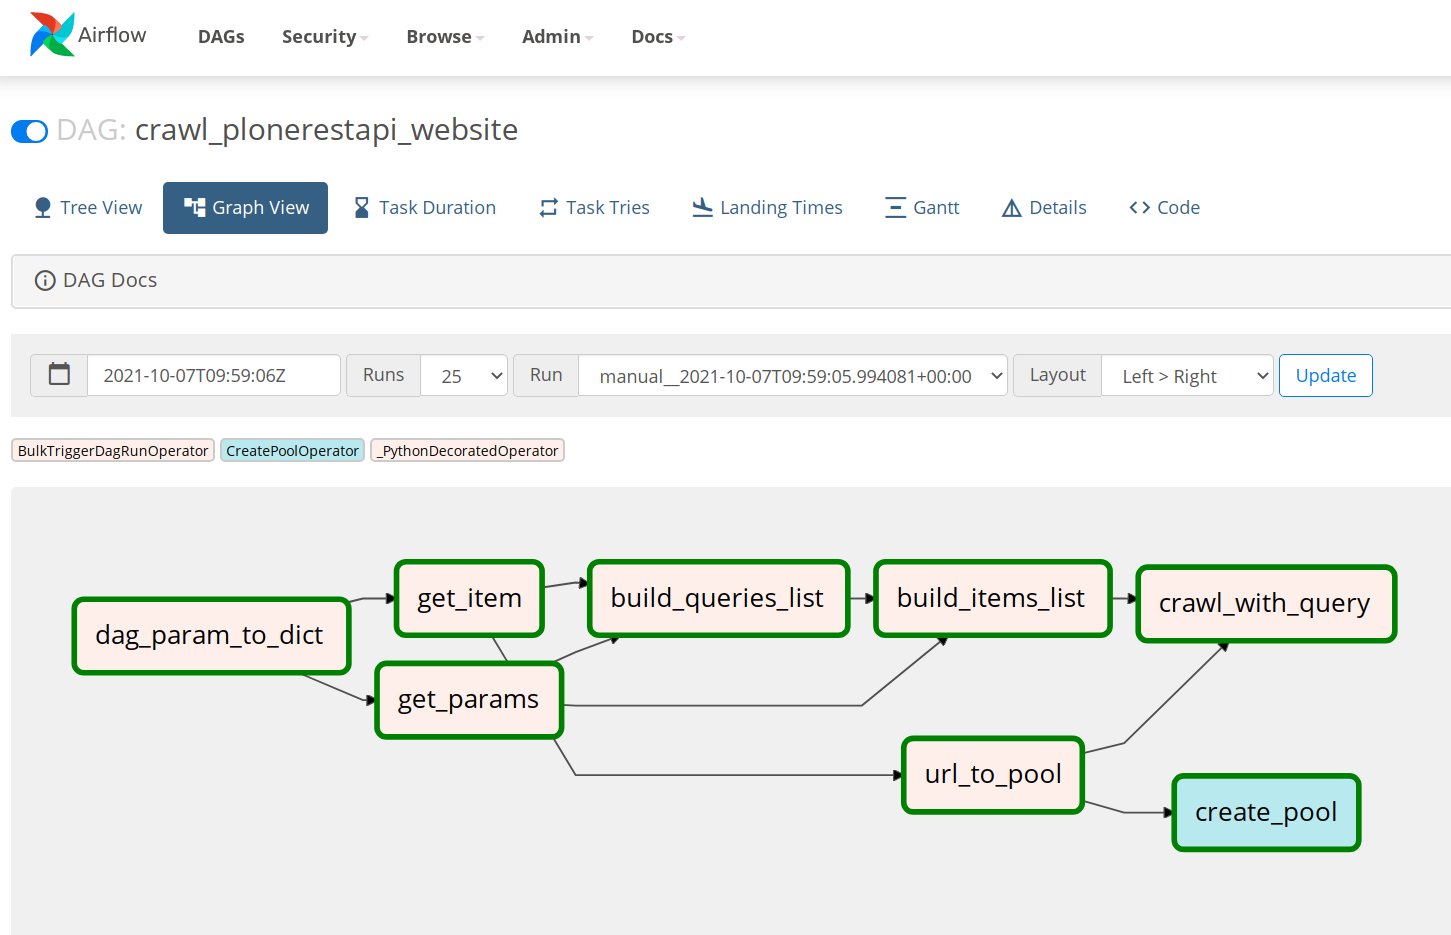 Airflow DAGs Security Browse Admin Docs
DAG: crawl_plonerestapi_website
Tree View Graph View Task Duration Task Tries Landing Times Gantt Details Code
DAG Docs
2021-10-07T09:59:06Z Runs 25 Run manual__2021-10-07T09:59:05.994081+00:00 Layout Left > Right Update
BulkTriggerDagRunOperator CreatePoolOperator _PythonDecoratedOperator
get_item build_queries_list build_items_list crawl_with_query
dag_param_to_dict
get_params
url_to_pool
create_pool